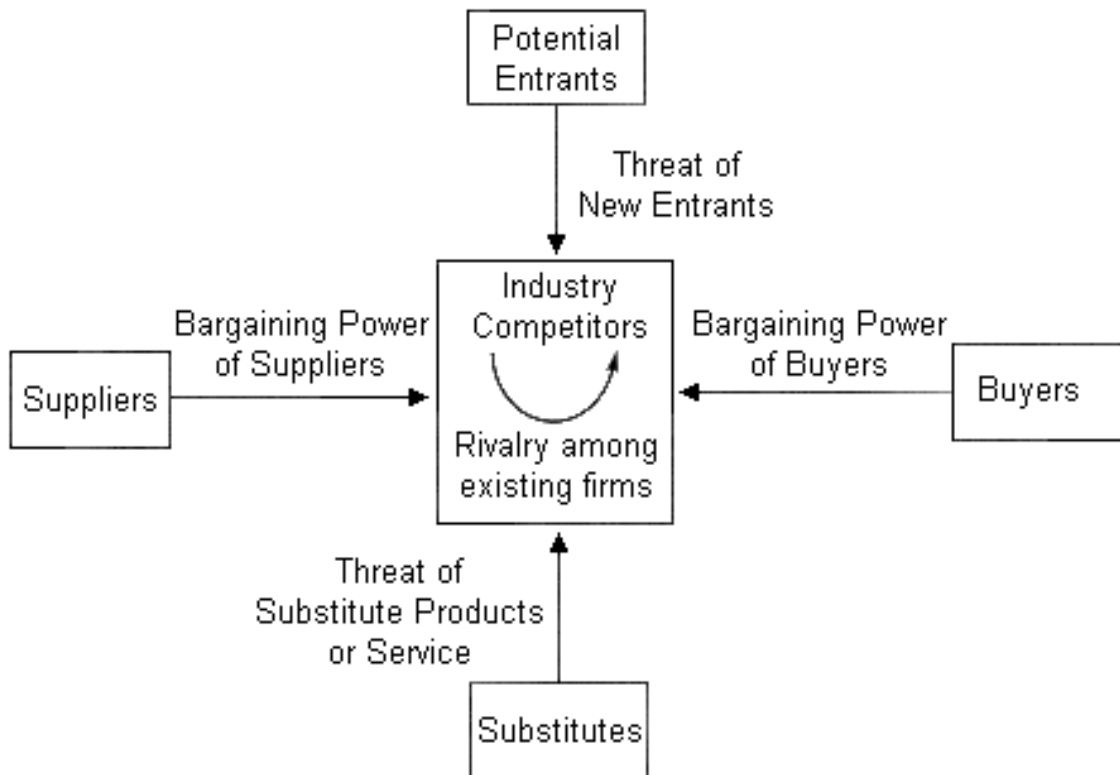 Potential
Entrants
Threat of
New Entrants
Industry
Competitors
Bargaining Power
of Suppliers
Bargaining Power
of Buyers
Suppliers
Buyers
Rivalry among
existing firms
Threat of
Substitute Products
or Service
Substitutes